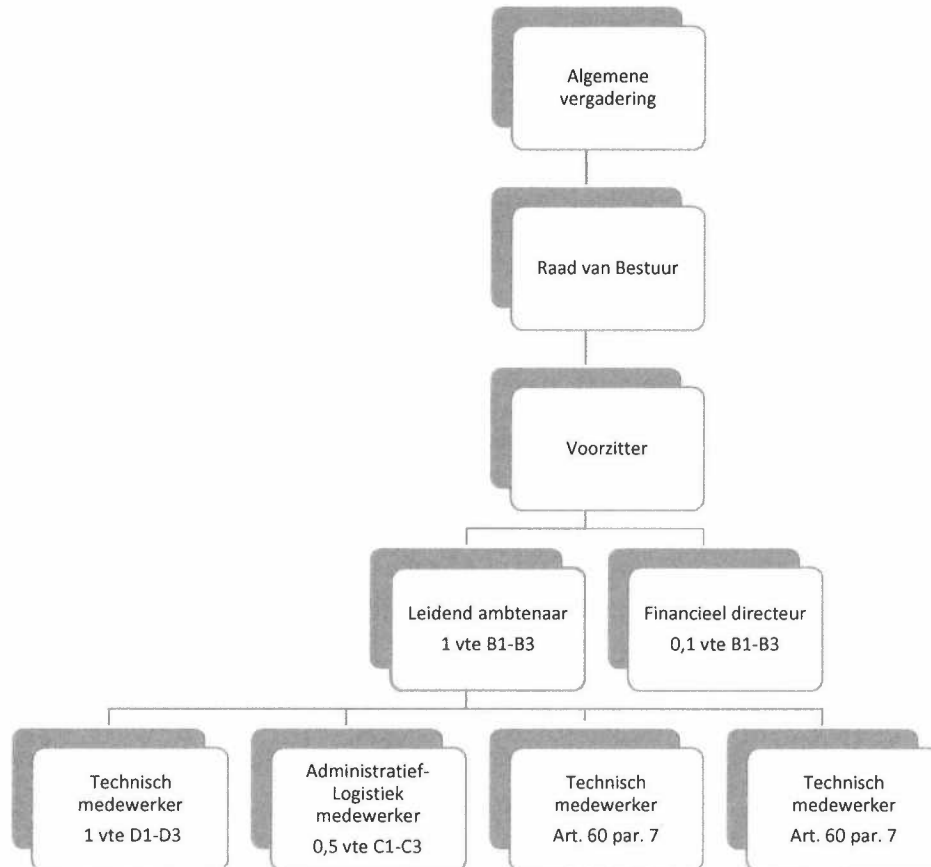 Algemene
vergadering
Raad van Bestuur
Voorzitter
Leidend ambtenaar
1 vte B1-B3
Financieel directeur
0,1 vte B1-B3
Technisch
medewerker
1 vte D1-D3
Administratief-
Logistiek
medewerker
0,5 vte C1-C3
Technisch
medewerker
Art. 60 par. 7
Technisch
medewerker
Art. 60 par. 7